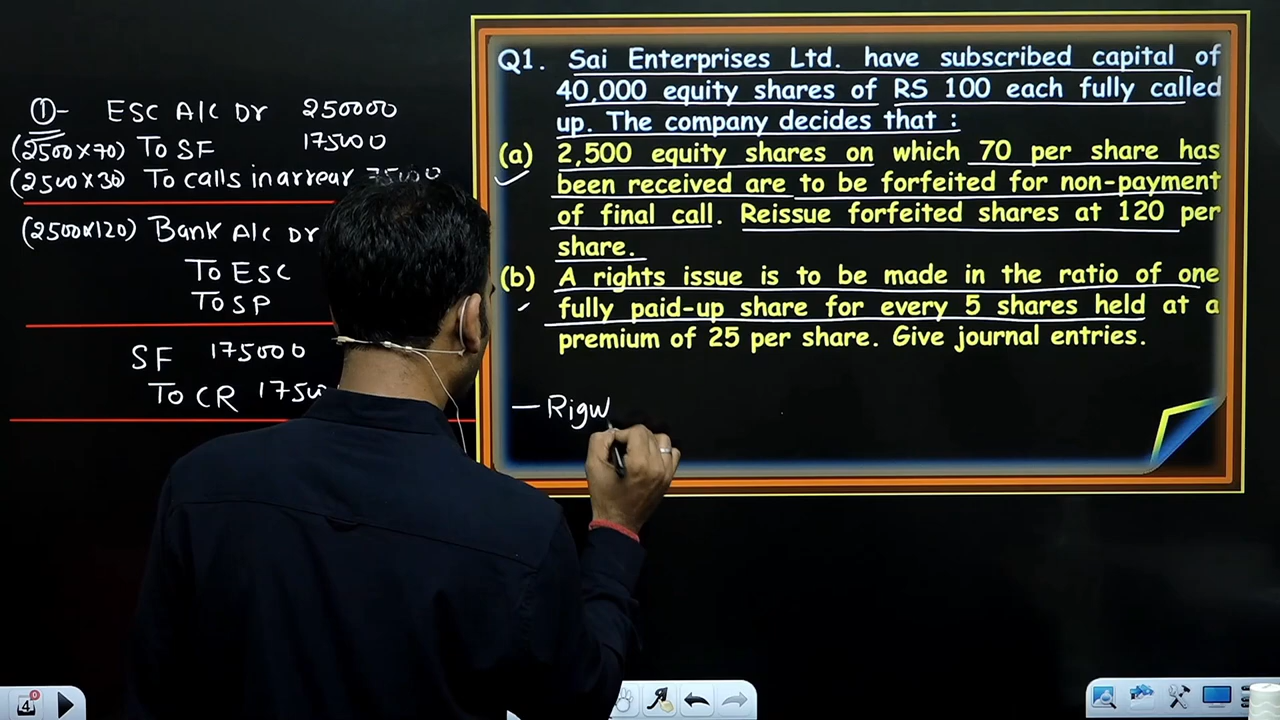 ①- ESC A/C Dr 250000
(2500×70) To SF 175000
(2500×30) To calls in arrear 75000
(2500×120) Bank A/C Dr
To ESC
To SP
SF 175000
To CR
Q1. Sai Enterprises Ltd. have subscribed capital of
40,000 equity shares of RS 100 each fully called
up. The company decides that :
(a) 2,500 equity shares on which 70 per share has
been received are to be forfeited for non-payment
of final call. Reissue forfeited shares at 120 per
share.
(b) A rights issue is to be made in the ratio of one
fully paid-up share for every 5 shares held at a
premium of 25 per share. Give journal entries.
— Rigw
4 0